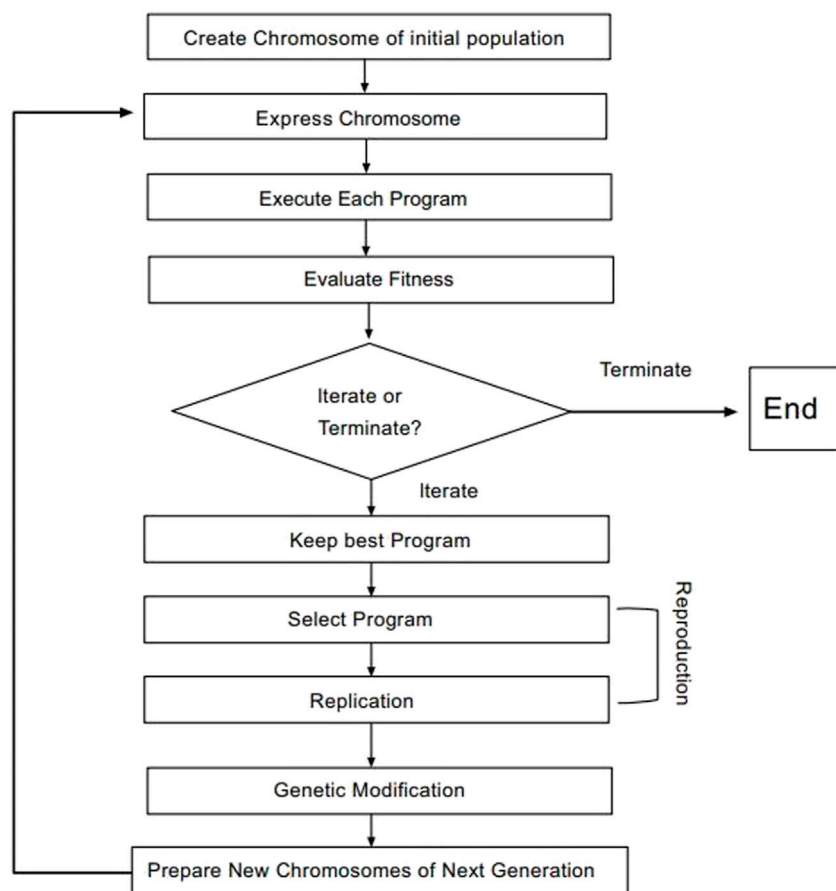 Create Chromosome of initial population
Express Chromosome
Execute Each Program
Evaluate Fitness
Iterate or
Terminate?
Terminate
End
Iterate
Keep best Program
Select Program
Reproduction
Replication
Genetic Modification
Prepare New Chromosomes of Next Generation